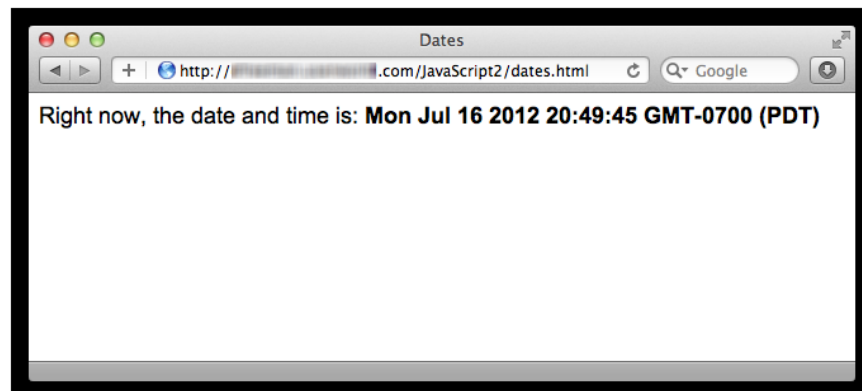 Dates
http:// .com/JavaScript2/dates.html
Google
Right now, the date and time is: Mon Jul 16 2012 20:49:45 GMT-0700 (PDT)